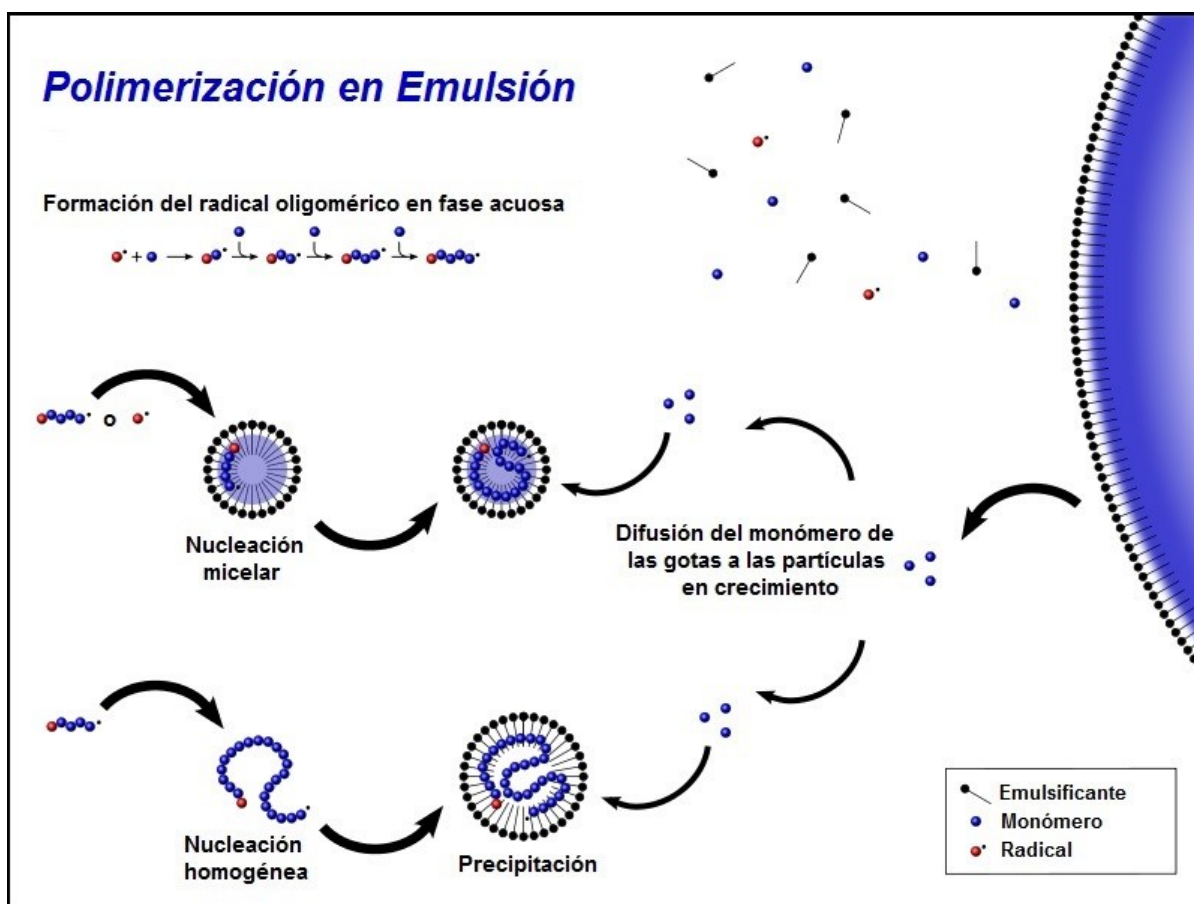 Polimerización en Emulsión
Formación del radical oligomérico en fase acuosa
+
o
Nucleación
micelar
Difusión del monómero de
las gotas a las partículas
en crecimiento
Nucleación
homogénea
Precipitación
Emulsificante
Monómero
Radical